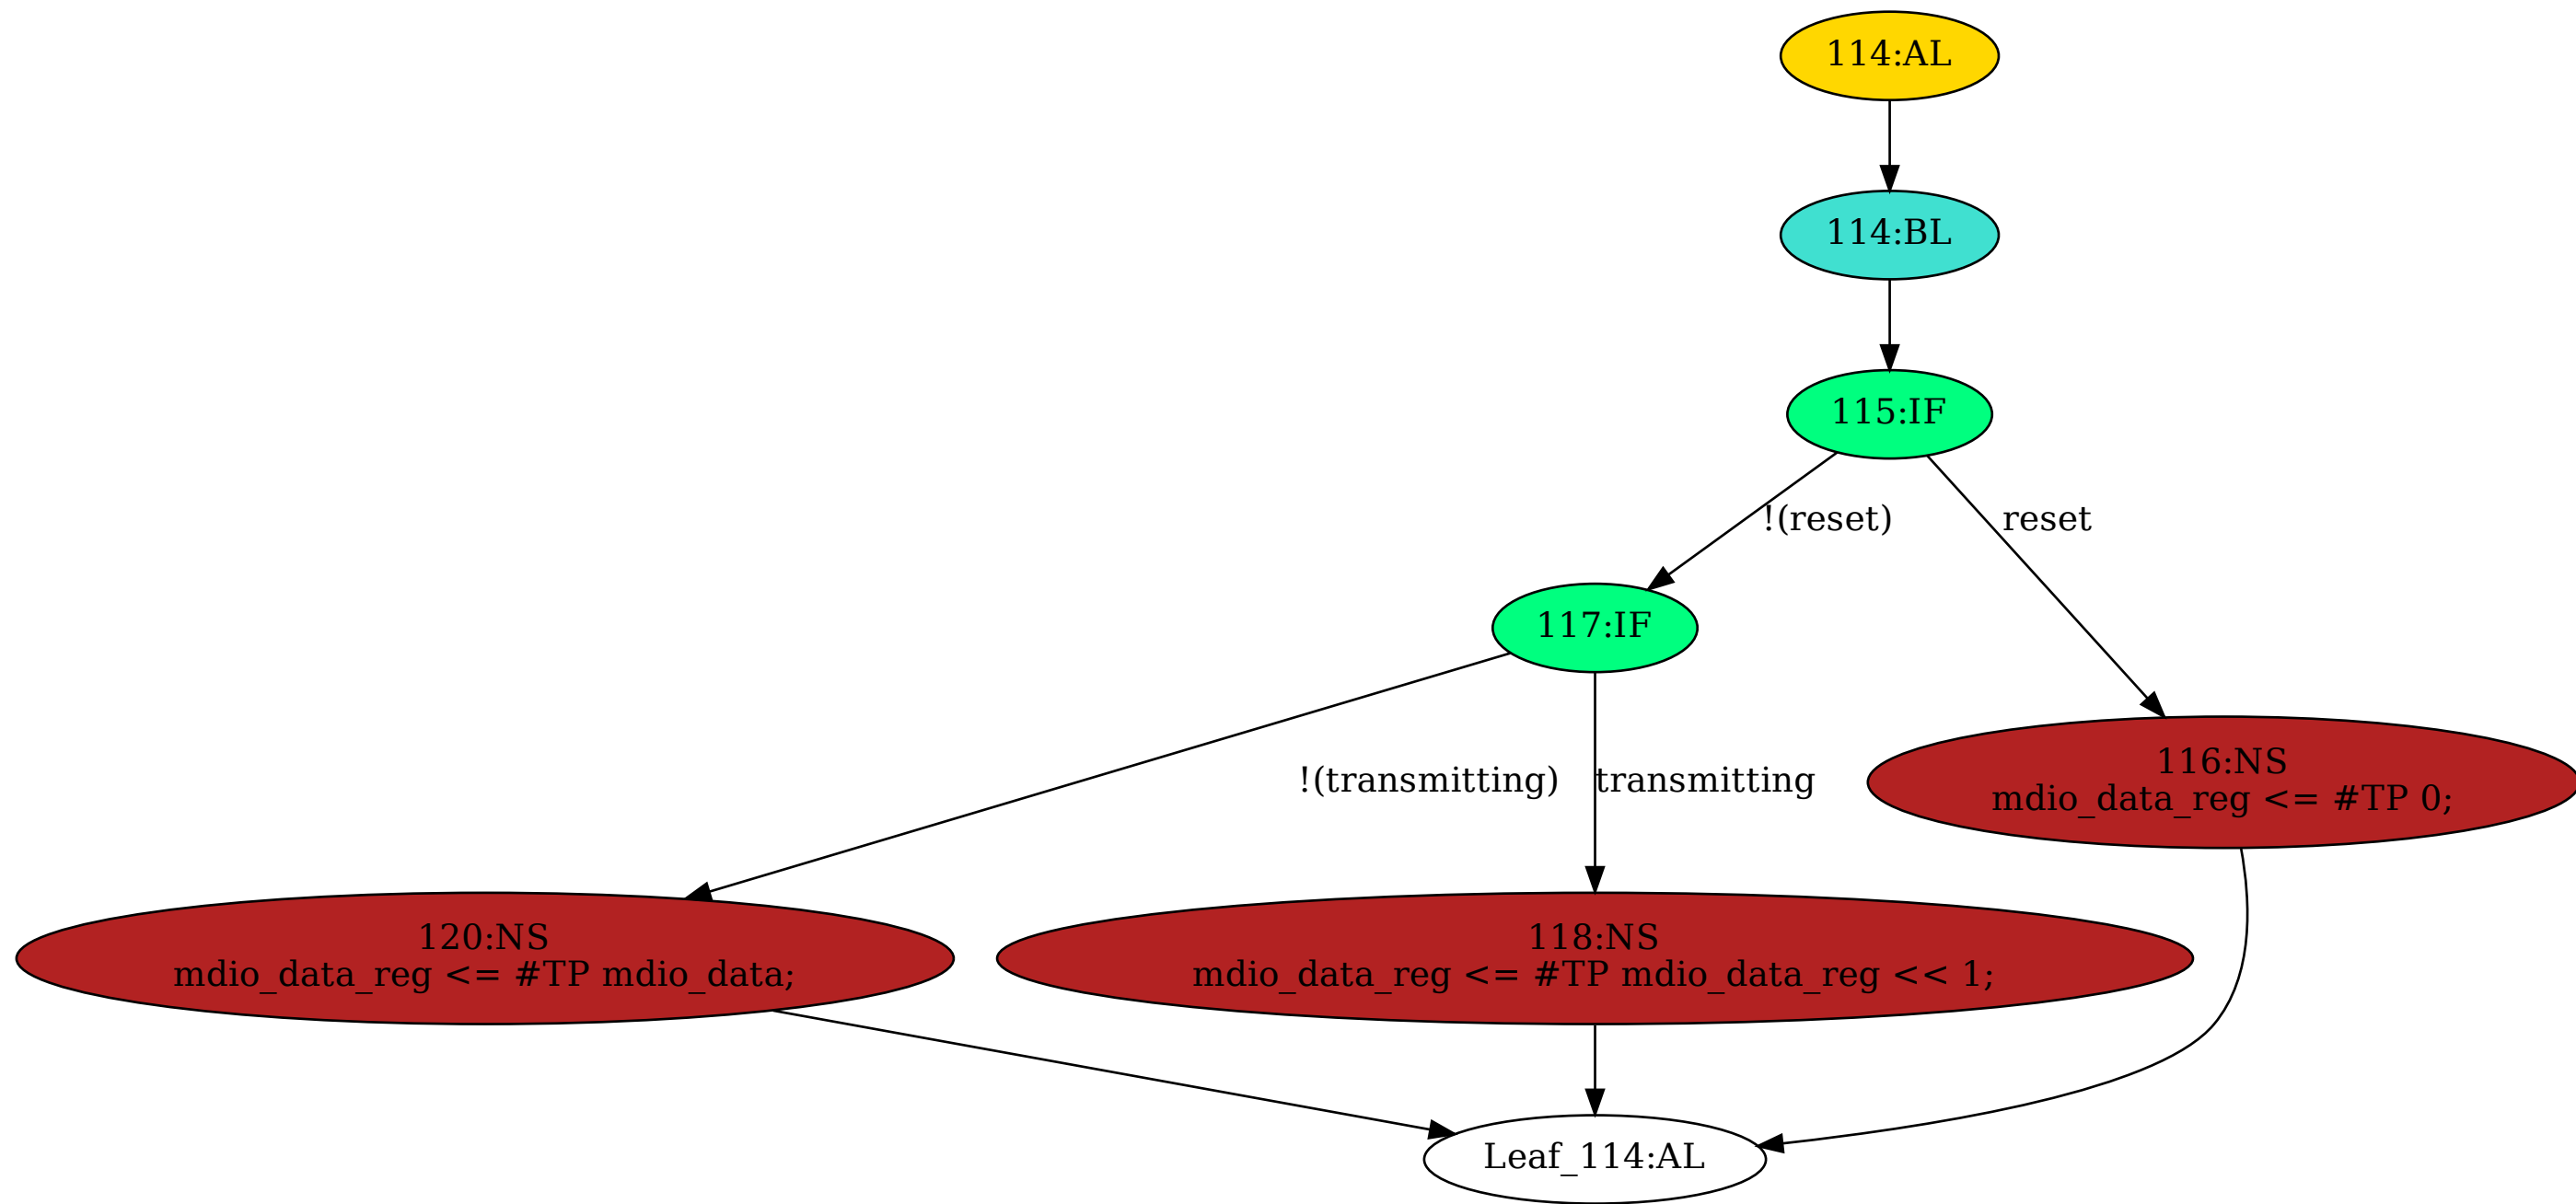 114:AL
114:BL
115:IF
!(reset)
reset
117:IF
!(transmitting)
transmitting
116:NS
mdio_data_reg <= #TP 0;
120:NS
mdio_data_reg <= #TP mdio_data;
118:NS
mdio_data_reg <= #TP mdio_data_reg << 1;
Leaf_114:AL